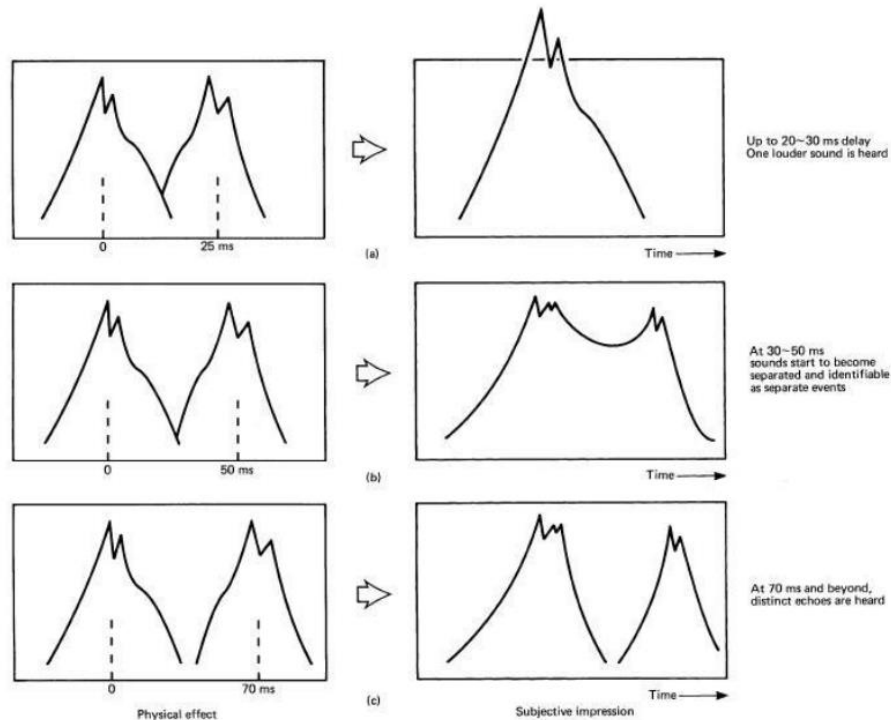 Up to 20~30 ms delay
One louder sound is heard
0
25 ms
(a)
Time
At 30~50 ms
sounds start to become
separated and identifiable
as separate events
0
50 ms
(b)
Time
At 70 ms and beyond,
distinct echoes are heard
0
70 ms
(c)
Time
Physical effect
Subjective impression